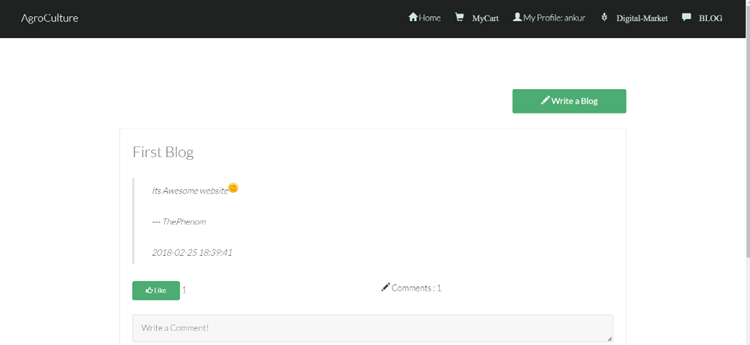 AgroCulture
Home MyCart My Profile: ankur Digital-Market BLOG
Write a Blog
First Blog
Its Awesome website😊
--- ThePhenom
2018-02-25 18:39:41
Like 1 Comments : 1
Write a Comment!